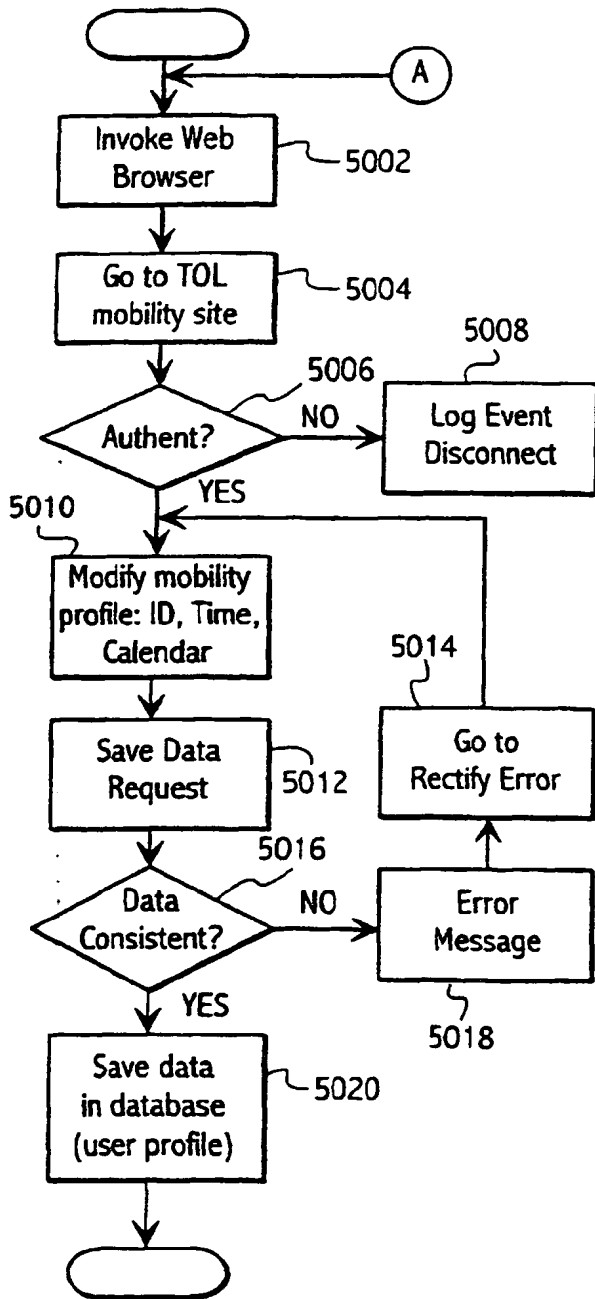 A
Invoke Web
Browser
5002
Go to TOL
mobility site
5004
5006
5008
Authent?
NO
Log Event
Disconnect
YES
5010
Modify mobility
profile: ID, Time,
Calendar
5014
Save Data
Request
5012
Go to
Rectify Error
5016
Data
Consistent?
NO
Error
Message
YES
5018
Save data
in database
(user profile)
5020